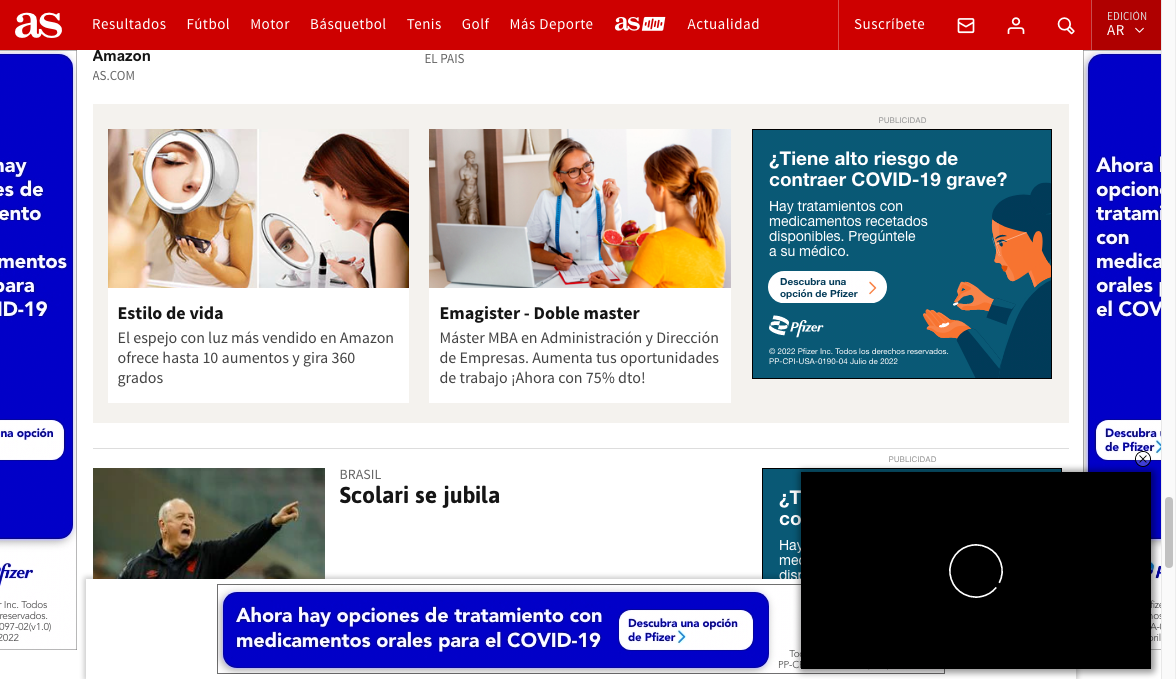 as
Resultados
Fútbol
Motor
Básquetbol
Tenis
Golf
Más Deporte
as
Actualidad
Suscríbete
EDICIÓN
AR
Amazon
AS.COM
EL PAIS
PUBLICIDAD
¿Tiene alto riesgo de
contraer COVID-19 grave?
Hay tratamientos con
medicamentos recetados
disponibles. Pregúntele
a su médico.
Descubra una
opción de Pfizer
Pfizer
© 2022 Pfizer Inc. Todos los derechos reservados.
PP-CPI-USA-0190-04 Julio de 2022
Estilo de vida
El espejo con luz más vendido en Amazon
ofrece hasta 10 aumentos y gira 360
grados
Emagister - Doble master
Máster MBA en Administración y Dirección
de Empresas. Aumenta tus oportunidades
de trabajo ¡Ahora con 75% dto!
PUBLICIDAD
BRASIL
Scolari se jubila
Hay
Ahora hay opciones de tratamiento con
medicamentos orales para el COVID-19
Descubra una opción
de Pfizer
es de
ento
mentos
para
ID-19
na opción
fizer
Inc. Todos
reservados.
097-02(v1.0)
2022
Ahora
opcion
tratami
con
medica
orales
el COV
Descubra
de Pfizer